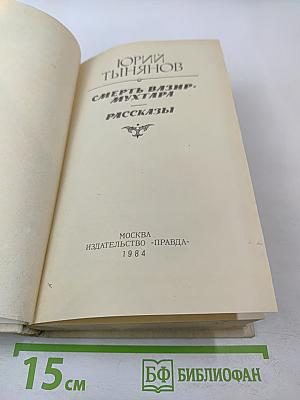 ЮРИЙ
ТЫНЯНОВ
СМЕРТЬ ВАЗИР-
МУХТАРА
РАССКАЗЫ
МОСКВА
ИЗДАТЕЛЬСТВО «ПРАВДА»
1984
15 см
БФ БИБЛИОФАН